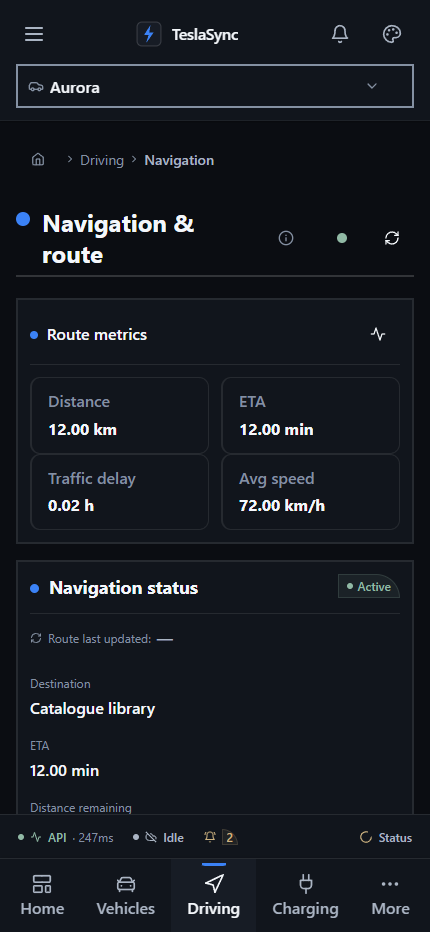 TeslaSync
Aurora
Driving
Navigation
Navigation &
route
Route metrics
Distance
12.00 km
ETA
12.00 min
Traffic delay
0.02 h
Avg speed
72.00 km/h
Navigation status
Active
Route last updated: —
Destination
Catalogue library
ETA
12.00 min
Distance remaining
API · 247ms
Idle
2
Status
Home
Vehicles
Driving
Charging
More